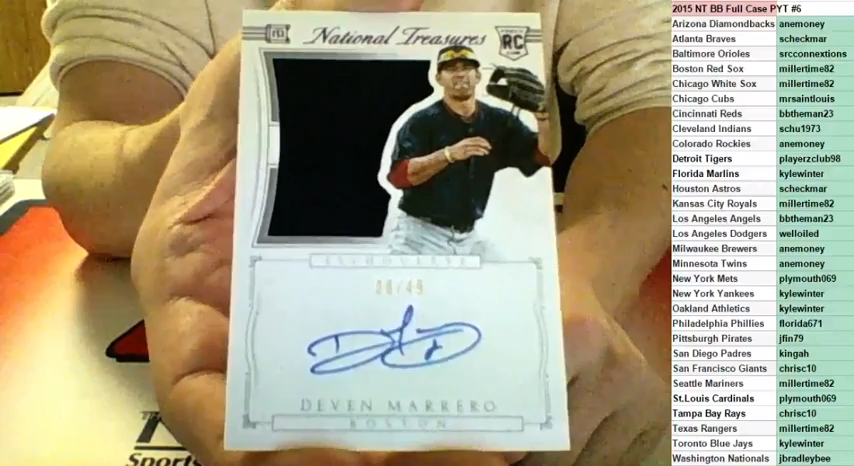 National Treasures
RC
08/49
DEVEN MARRERO
BOSTON
Sports
2015 NT BB Full Case PYT #6
Arizona Diamondbacks anemoney
Atlanta Braves scheckmar
Baltimore Orioles srcconnextions
Boston Red Sox millertime82
Chicago White Sox millertime82
Chicago Cubs mrsaintlouis
Cincinnati Reds bbtheman23
Cleveland Indians schu1973
Colorado Rockies anemoney
Detroit Tigers playerzclub98
Florida Marlins kylewinter
Houston Astros scheckmar
Kansas City Royals millertime82
Los Angeles Angels bbtheman23
Los Angeles Dodgers welloiled
Milwaukee Brewers anemoney
Minnesota Twins anemoney
New York Mets plymouth069
New York Yankees kylewinter
Oakland Athletics kylewinter
Philadelphia Phillies florida671
Pittsburgh Pirates jfin79
San Diego Padres kingah
San Francisco Giants chrisc10
Seattle Mariners millertime82
St.Louis Cardinals plymouth069
Tampa Bay Rays chrisc10
Texas Rangers millertime82
Toronto Blue Jays kylewinter
Washington Nationals jbradleybee